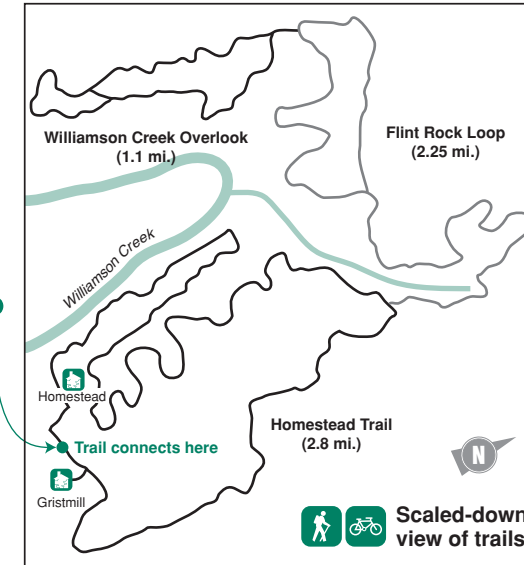 Williamson Creek Overlook
(1.1 mi.)
Flint Rock Loop
(2.25 mi.)
Williamson Creek
Homestead
Homestead Trail
(2.8 mi.)
Trail connects here
Gristmill
N
Scaled-down
view of trails